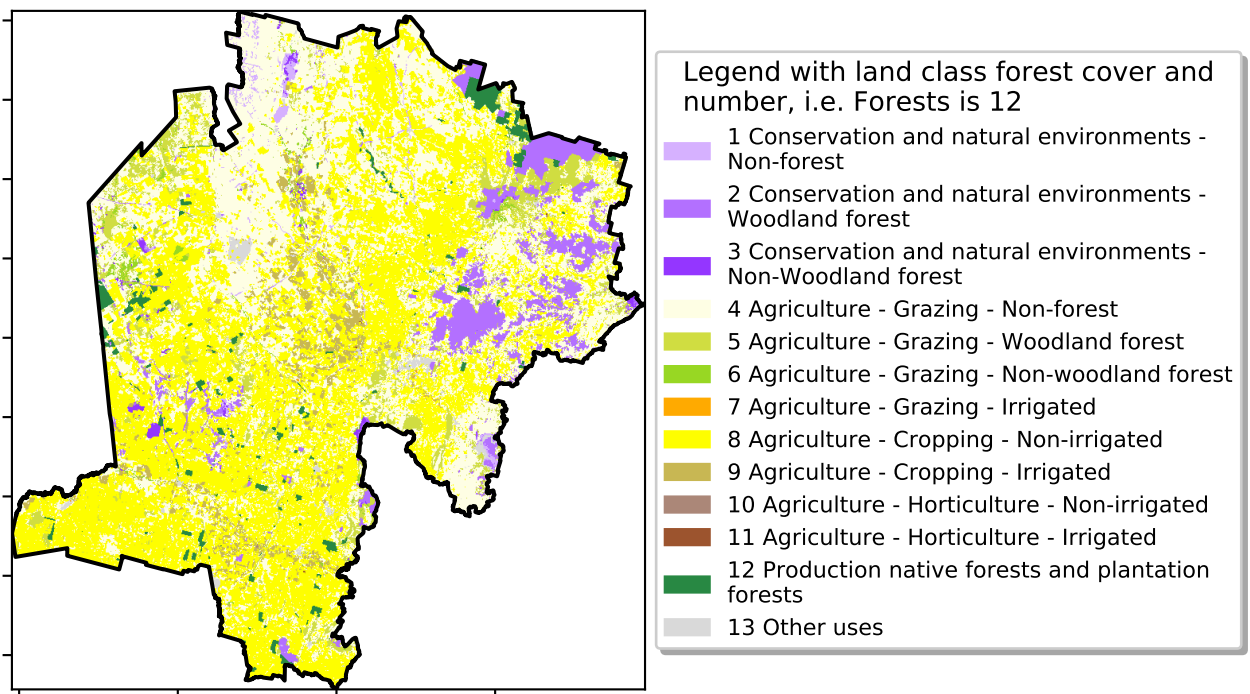 Legend with land class forest cover and
number, i.e. Forests is 12
1 Conservation and natural environments -
Non-forest
2 Conservation and natural environments -
Woodland forest
3 Conservation and natural environments -
Non-Woodland forest
4 Agriculture - Grazing - Non-forest
5 Agriculture - Grazing - Woodland forest
6 Agriculture - Grazing - Non-woodland forest
7 Agriculture - Grazing - Irrigated
8 Agriculture - Cropping - Non-irrigated
9 Agriculture - Cropping - Irrigated
10 Agriculture - Horticulture - Non-irrigated
11 Agriculture - Horticulture - Irrigated
12 Production native forests and plantation
forests
13 Other uses